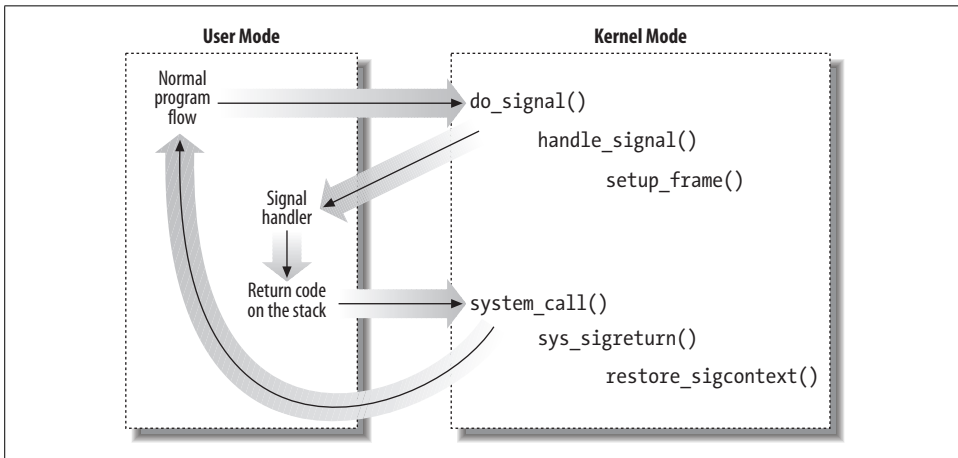 User Mode
Kernel Mode
Normal
program
flow
do_signal()
handle_signal()
setup_frame()
Signal
handler
Return code
on the stack
system_call()
sys_sigreturn()
restore_sigcontext()